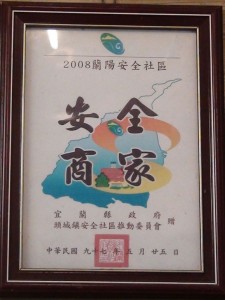 2008蘭陽安全社區
安全
商家
宜蘭縣政府
頭城鎮安全社區推動委員會 贈
中華民國 九十七 年 五 月 廿五 日